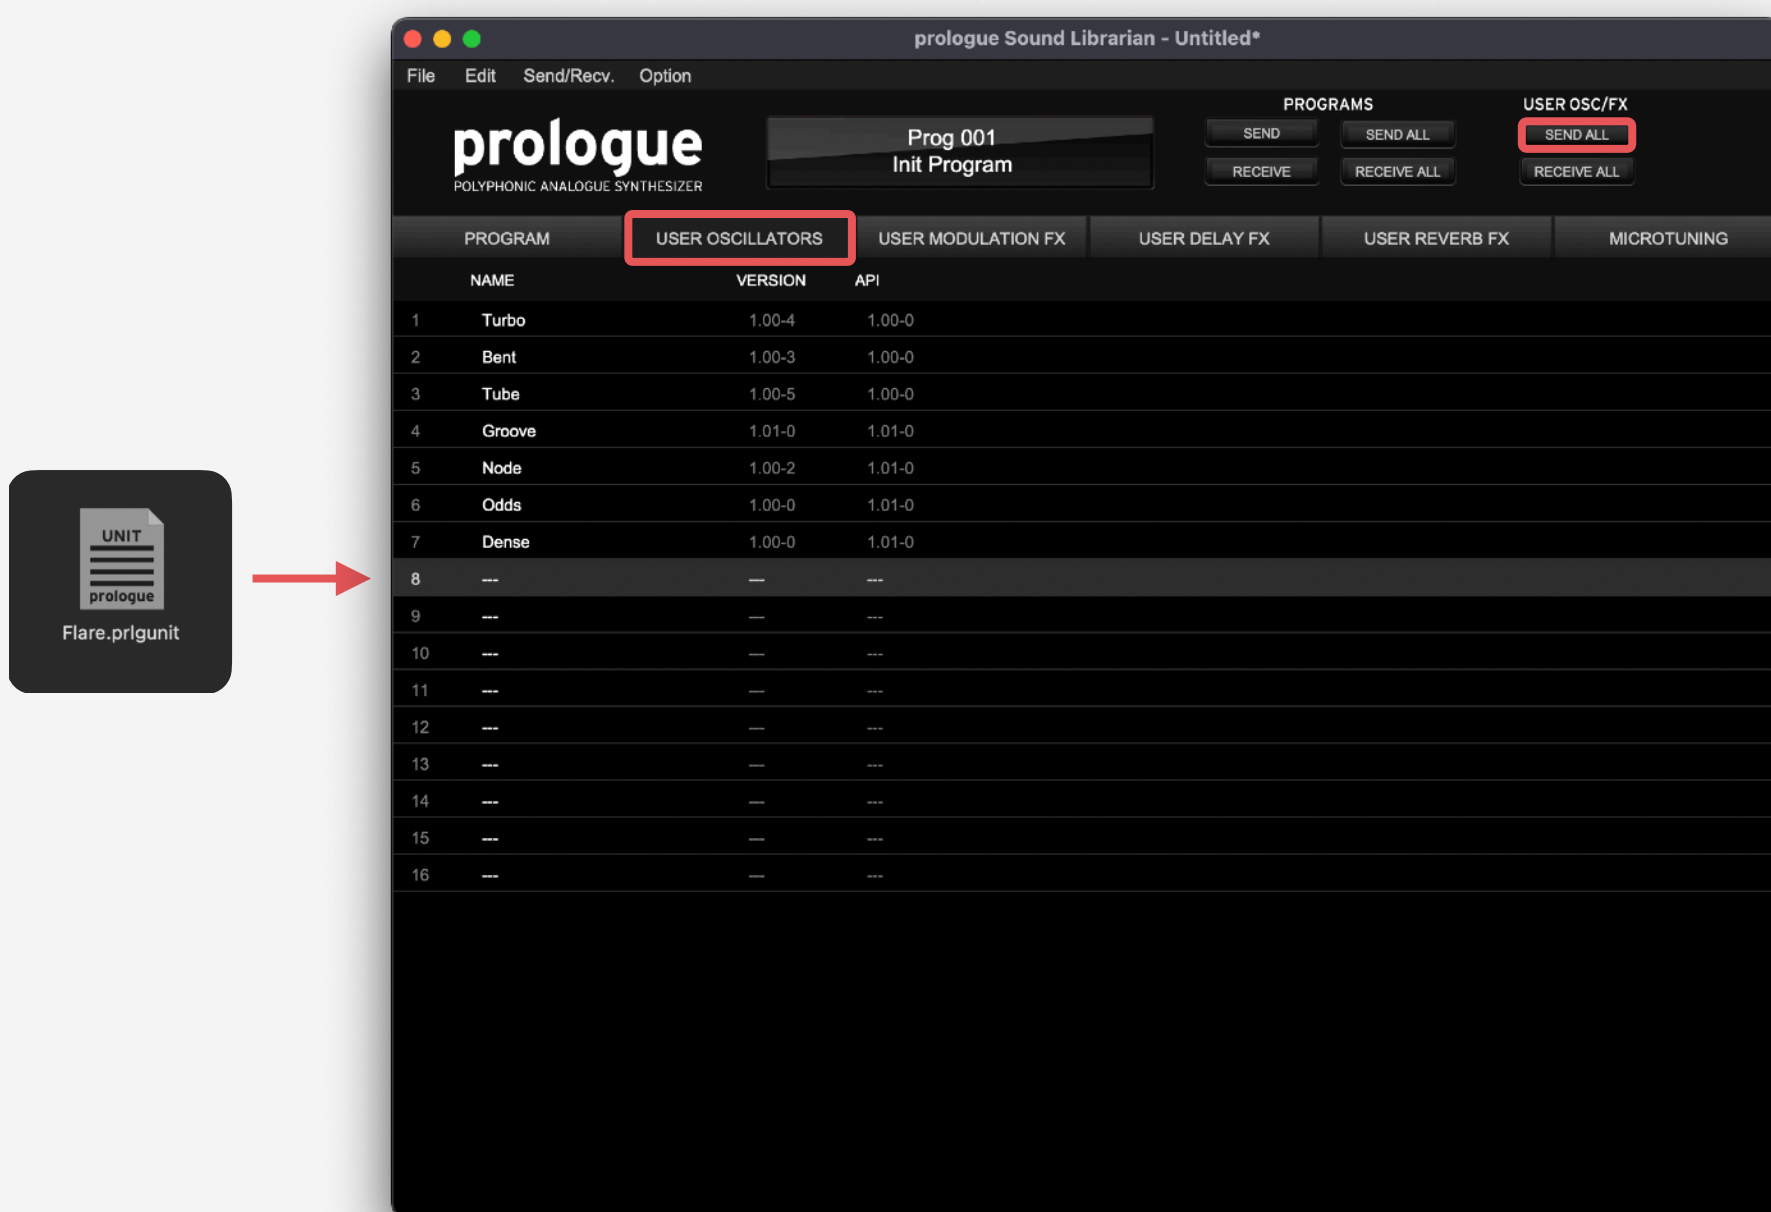 prologue Sound Librarian - Untitled*
File Edit Send/Recv. Option
PROGRAMS USER OSC/FX
prologue
POLYPHONIC ANALOGUE SYNTHESIZER
Prog 001
Init Program
SEND SEND ALL SEND ALL
RECEIVE RECEIVE ALL RECEIVE ALL
PROGRAM USER OSCILLATORS USER MODULATION FX USER DELAY FX USER REVERB FX MICROTUNING
NAME VERSION API
1 Turbo 1.00-4 1.00-0
2 Bent 1.00-3 1.00-0
3 Tube 1.00-5 1.00-0
4 Groove 1.01-0 1.01-0
5 Node 1.00-2 1.01-0
6 Odds 1.00-0 1.01-0
7 Dense 1.00-0 1.01-0
8 --- --- ---
9 --- --- ---
10 --- --- ---
11 --- --- ---
12 --- --- ---
13 --- --- ---
14 --- --- ---
15 --- --- ---
16 --- --- ---
UNIT
prologue
Flare.prlgunit